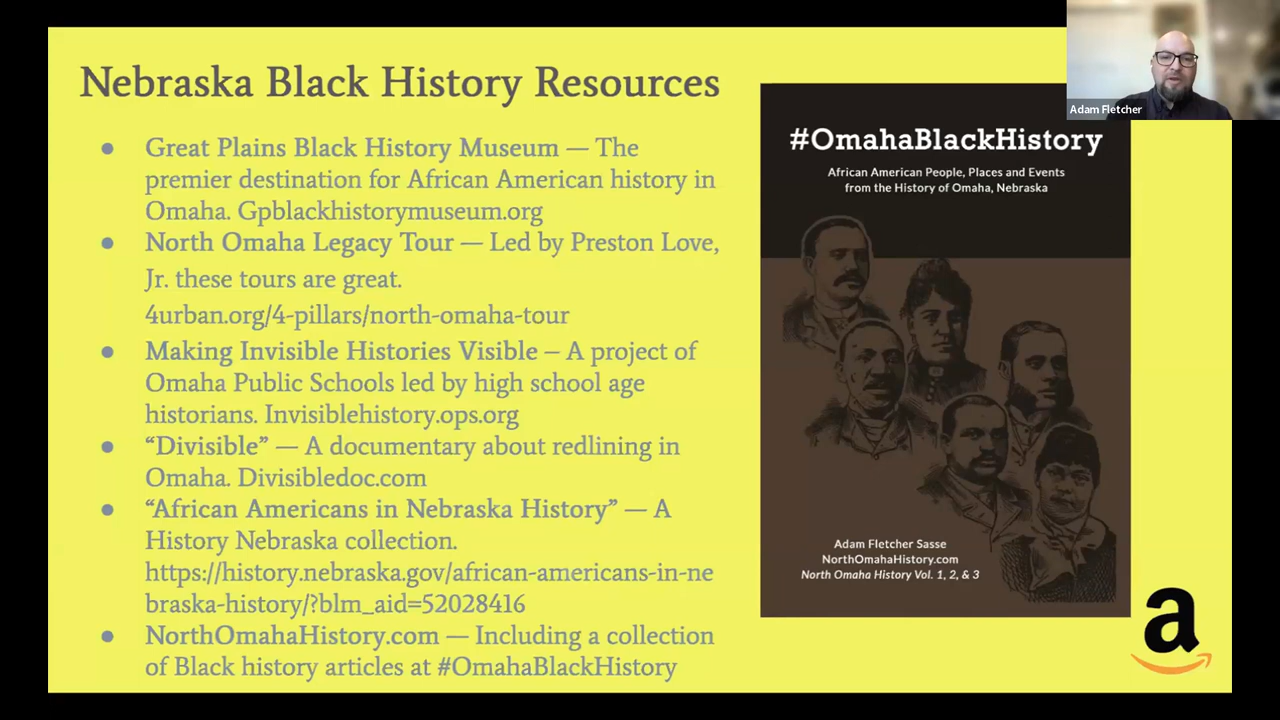 Nebraska Black History Resources
● Great Plains Black History Museum — The
premier destination for African American history in
Omaha. Gpblackhistorymuseum.org
● North Omaha Legacy Tour — Led by Preston Love,
Jr. these tours are great.
4urban.org/4-pillars/north-omaha-tour
● Making Invisible Histories Visible – A project of
Omaha Public Schools led by high school age
historians. Invisiblehistory.ops.org
● “Divisible” — A documentary about redlining in
Omaha. Divisibledoc.com
● “African Americans in Nebraska History” — A
History Nebraska collection.
https://history.nebraska.gov/african-americans-in-ne
braska-history/?blm_aid=52028416
● NorthOmahaHistory.com — Including a collection
of Black history articles at #OmahaBlackHistory
#OmahaBlackHistory
African American People, Places and Events
from the History of Omaha, Nebraska
Adam Fletcher Sasse
NorthOmahaHistory.com
North Omaha History Vol. 1, 2, & 3
a
Adam Fletcher